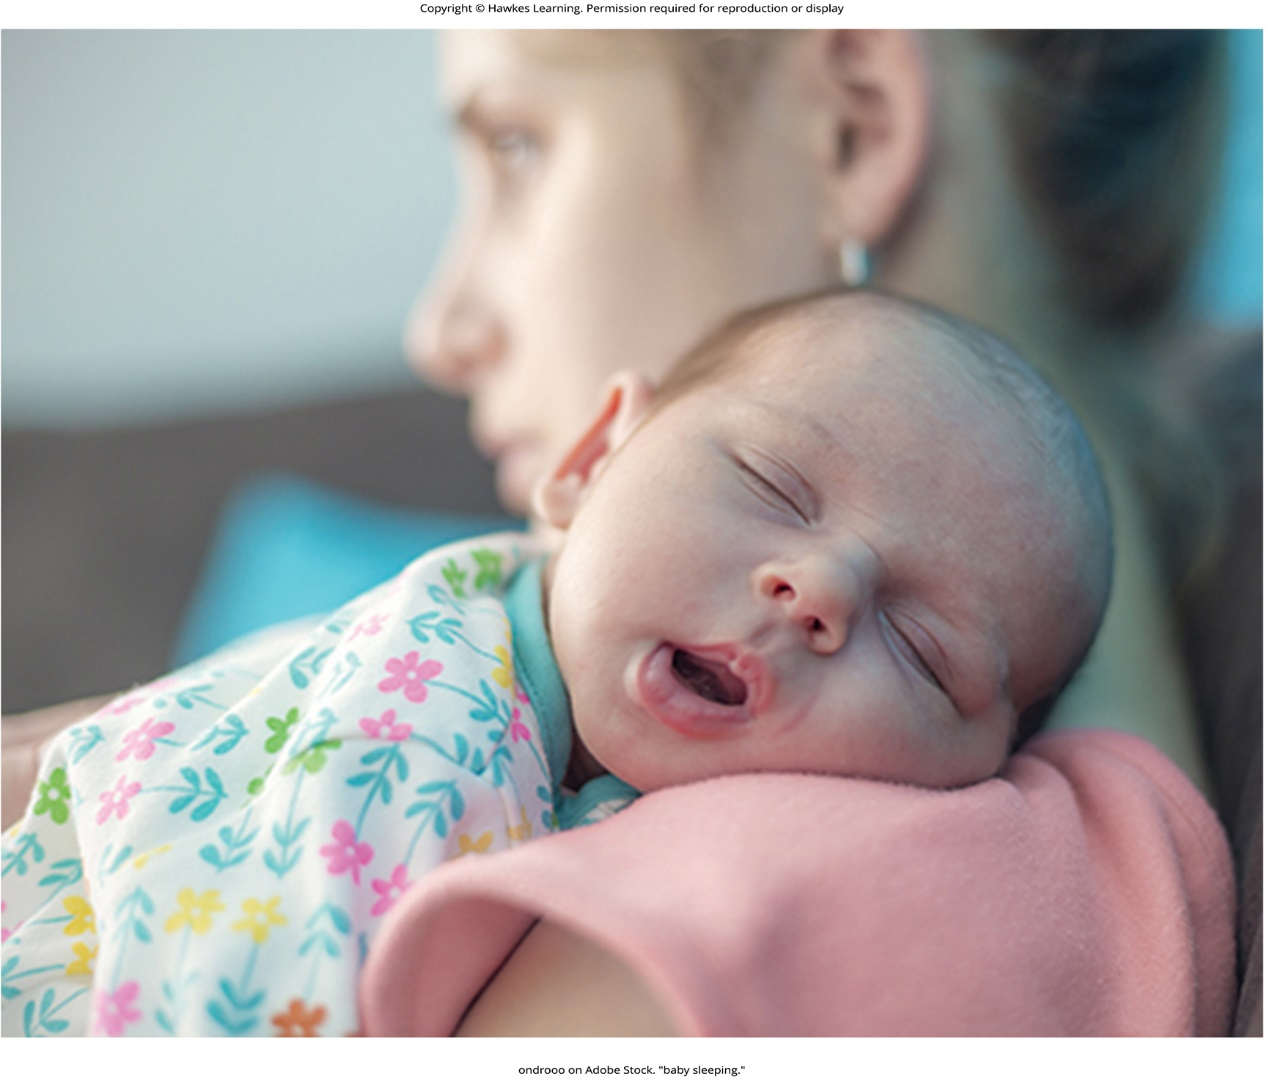 Copyright © Hawkes Learning. Permission required for reproduction or display
ondrooo on Adobe Stock. "baby sleeping."